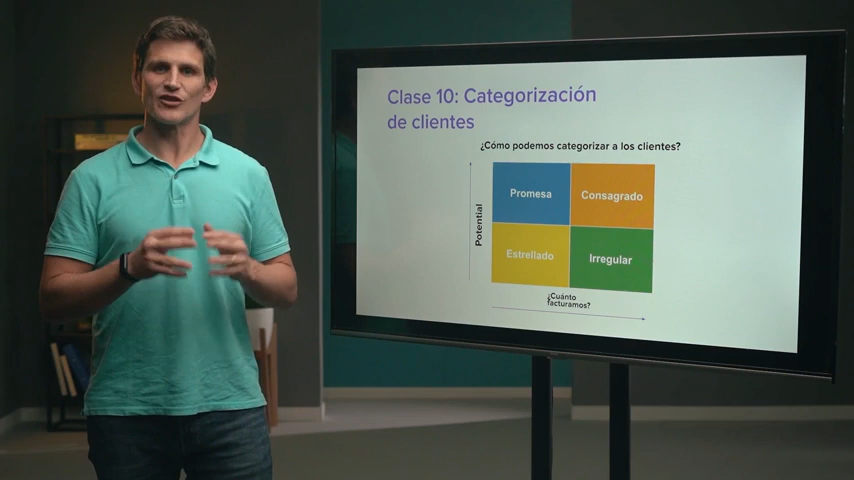 Clase 10: Categorización
de clientes
¿Cómo podemos categorizar a los clientes?
Potential
Promesa
Consagrado
Estrellado
Irregular
¿Cuánto
facturamos?